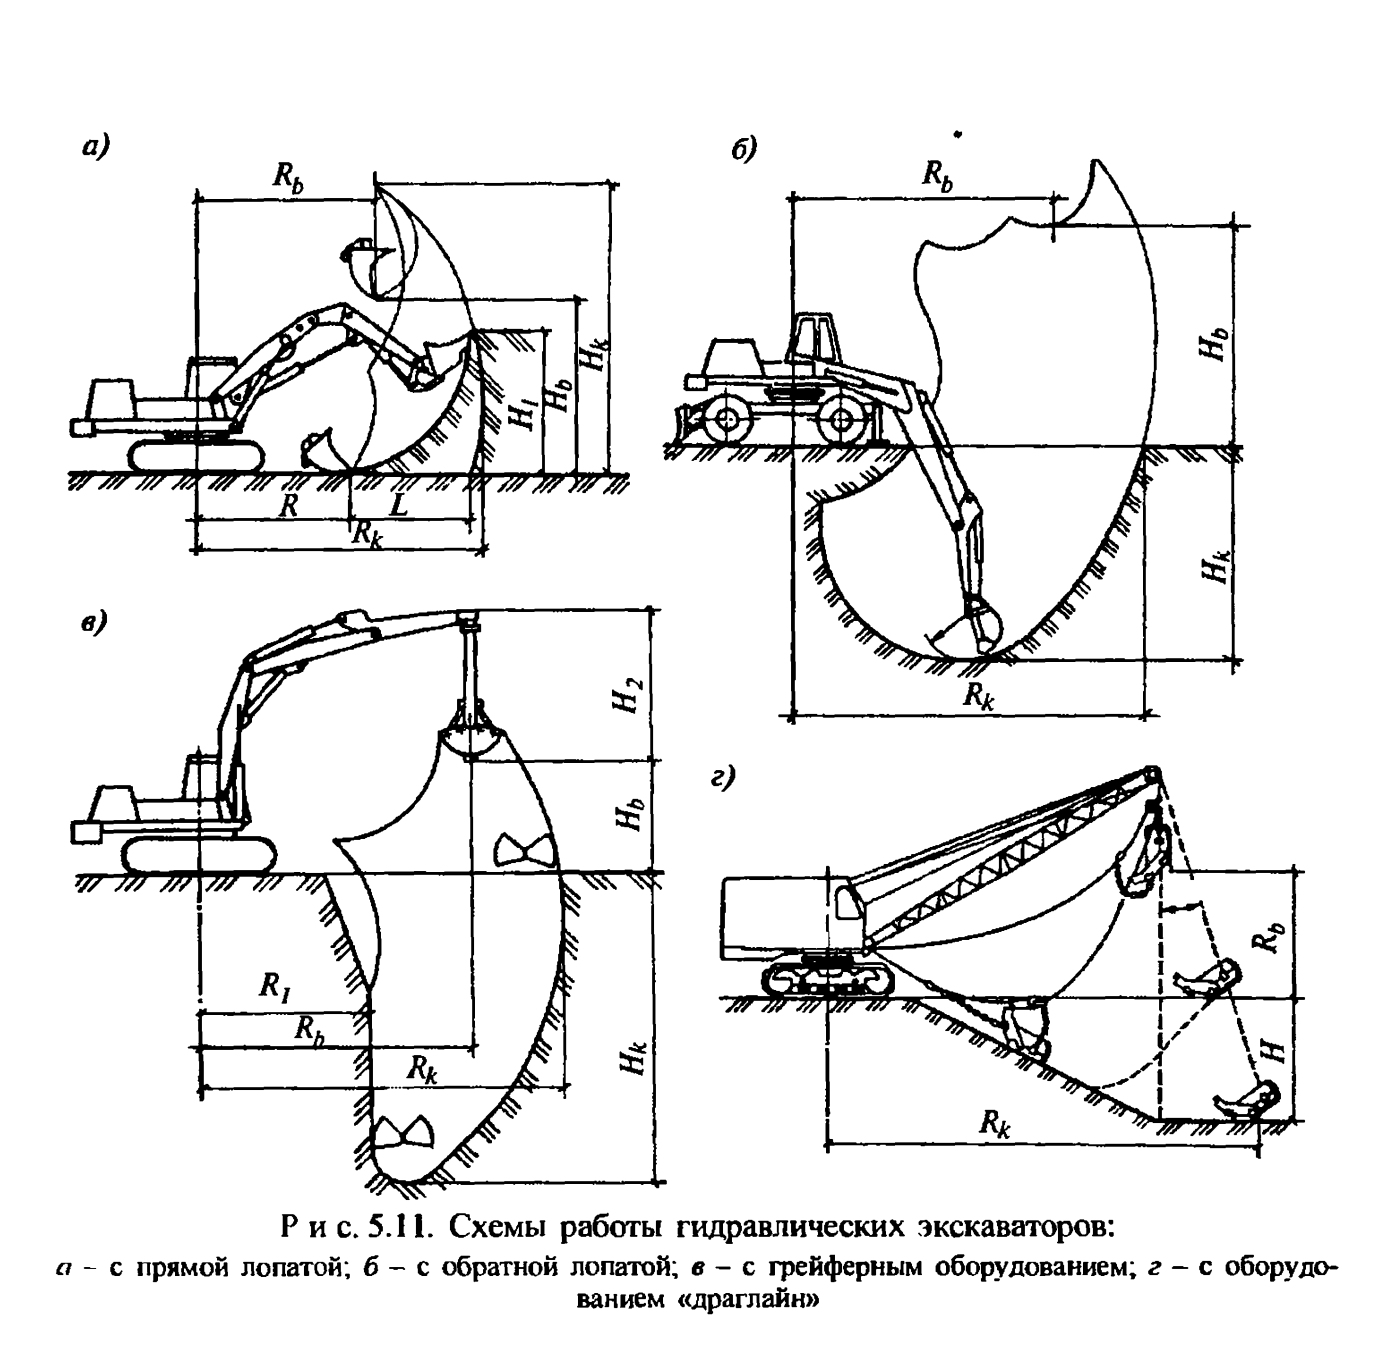 а)
R_b
H_k
H_b
H_1
R
L
R_k
б)
R_b
H_b
H_k
R_k
в)
H_2
H_b
R_1
R_b
R_k
H_k
г)
R_b
H
R_k
Р и с. 5.11. Схемы работы гидравлических экскаваторов:
а – с прямой лопатой; б – с обратной лопатой; в – с грейферным оборудованием; г – с оборудо-
ванием «драглайн»